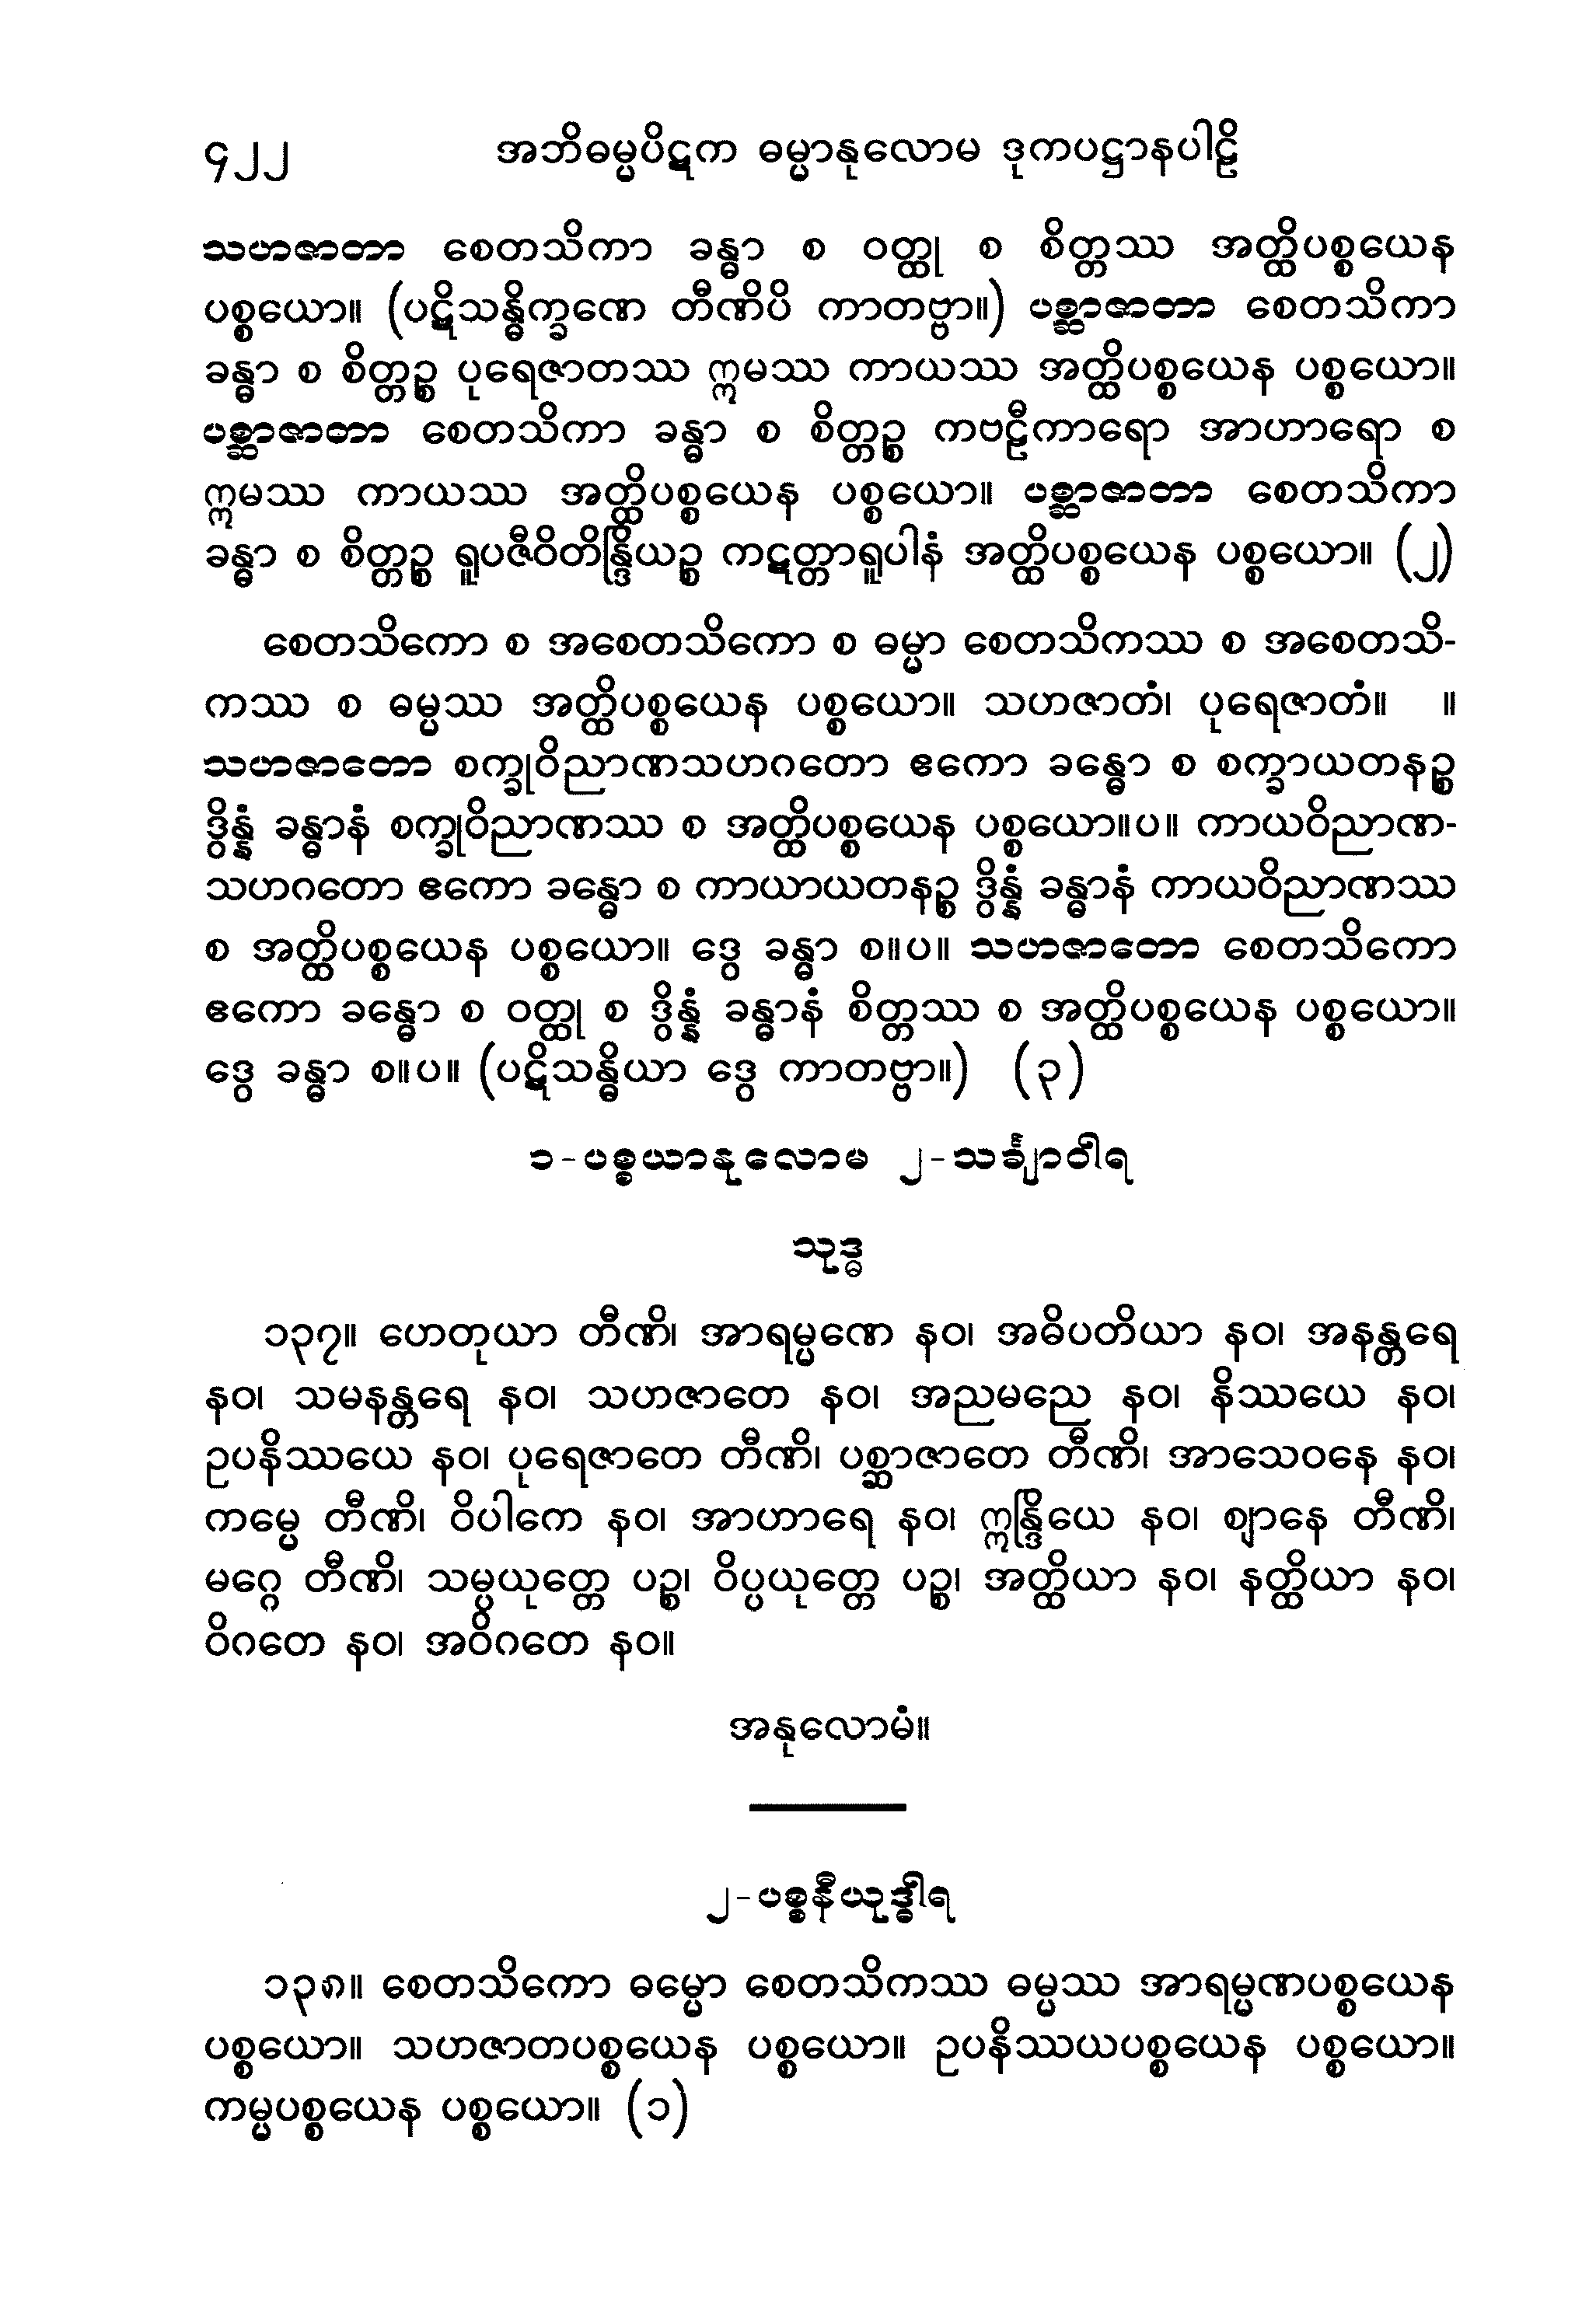 ၄၂၂ အဘိဓမ္မပိဋက ဓမ္မာနုလောမ ဒုကပဋ္ဌာနပါဠိ
သဟဇာတာ စေတသိကာ ခန္ဓာ စ ဝတ္ထု စ စိတ္တဿ အတ္ထိပစ္စယေန
ပစ္စယော။ (ပဋိသန္ဓိက္ခဏေ တီဏိပိ ကာတဗ္ဗာ။) ပစ္ဆာဇာတာ စေတသိကာ
ခန္ဓာ စ စိတ္တဉ္စ ပုရေဇာတဿ ဣမဿ ကာယဿ အတ္ထိပစ္စယေန ပစ္စယော။
ပစ္ဆာဇာတာ စေတသိကာ ခန္ဓာ စ စိတ္တဉ္စ ကဗဠီကာရော အာဟာရော စ
ဣမဿ ကာယဿ အတ္ထိပစ္စယေန ပစ္စယော။ ပစ္ဆာဇာတာ စေတသိကာ
ခန္ဓာ စ စိတ္တဉ္စ ရူပဇီဝိတိန္ဒြိယဉ္စ ကဋတ္တာရူပါနံ အတ္ထိပစ္စယေန ပစ္စယော။ (၂)
စေတသိကော စ အစေတသိကော စ ဓမ္မာ စေတသိကဿ စ အစေတသိ-
ကဿ စ ဓမ္မဿ အတ္ထိပစ္စယေန ပစ္စယော။ သဟဇာတံ၊ ပုရေဇာတံ။ ။
သဟဇာတော စက္ခုဝိညာဏသဟဂတော ဧကော ခန္ဓော စ စက္ခာယတနဉ္စ
ဒွိန္နံ ခန္ဓာနံ စက္ခုဝိညာဏဿ စ အတ္ထိပစ္စယေန ပစ္စယော။ပ။ ကာယဝိညာဏ-
သဟဂတော ဧကော ခန္ဓော စ ကာယာယတနဉ္စ ဒွိန္နံ ခန္ဓာနံ ကာယဝိညာဏဿ
စ အတ္ထိပစ္စယေန ပစ္စယော။ ဒွေ ခန္ဓာ စ။ပ။ သဟဇာတော စေတသိကော
ဧကော ခန္ဓော စ ဝတ္ထု စ ဒွိန္နံ ခန္ဓာနံ စိတ္တဿ စ အတ္ထိပစ္စယေန ပစ္စယော။
ဒွေ ခန္ဓာ စ။ပ။ (ပဋိသန္ဓိယာ ဒွေ ကာတဗ္ဗာ။) (၃)
၁-ပစ္စယာနုလောမ ၂-သင်္ချာဝါရ
သုဒ္ဓ
၁၃၇။ ဟေတုယာ တီဏိ၊ အာရမ္မဏေ နဝ၊ အဓိပတိယာ နဝ၊ အနန္တရေ
နဝ၊ သမနန္တရေ နဝ၊ သဟဇာတေ နဝ၊ အညမညေ နဝ၊ နိဿယေ နဝ၊
ဥပနိဿယေ နဝ၊ ပုရေဇာတေ တီဏိ၊ ပစ္ဆာဇာတေ တီဏိ၊ အာသေဝနေ နဝ၊
ကမ္မေ တီဏိ၊ ဝိပါကေ နဝ၊ အာဟာရေ နဝ၊ ဣန္ဒြိယေ နဝ၊ ဈာနေ တီဏိ၊
မဂ္ဂေ တီဏိ၊ သမ္ပယုတ္တေ ပဉ္စ၊ ဝိပ္ပယုတ္တေ ပဉ္စ၊ အတ္ထိယာ နဝ၊ နတ္ထိယာ နဝ၊
ဝိဂတေ နဝ၊ အဝိဂတေ နဝ။
အနုလောမံ။
၂-ပစ္စနီယုဒ္ဓါရ
၁၃၈။ စေတသိကော ဓမ္မော စေတသိကဿ ဓမ္မဿ အာရမ္မဏပစ္စယေန
ပစ္စယော။ သဟဇာတပစ္စယေန ပစ္စယော။ ဥပနိဿယပစ္စယေန ပစ္စယော။
ကမ္မပစ္စယေန ပစ္စယော။ (၁)